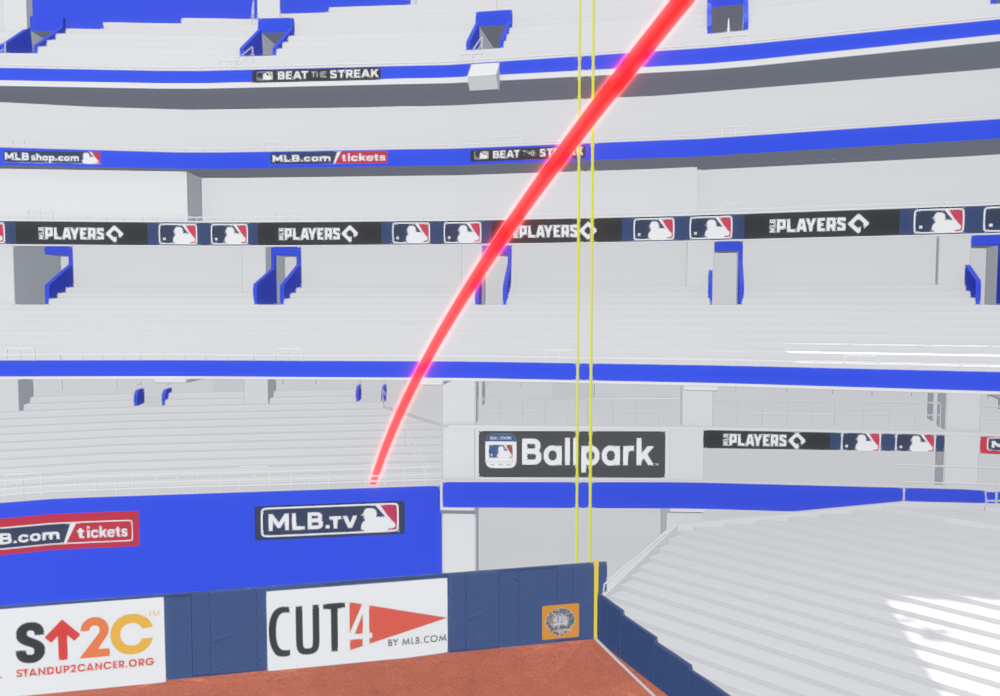 BEAT THE STREAK
MLBshop.com
MLB.com/tickets
BEAT THE STREAK
MLB PLAYERS
MLB PLAYERS
PLAYERS
MLB PLAYERS
Ballpark
MLB PLAYERS
B.com/tickets
MLB.TV
SU2C
STANDUP2CANCER.ORG
CUT4
BY MLB.COM